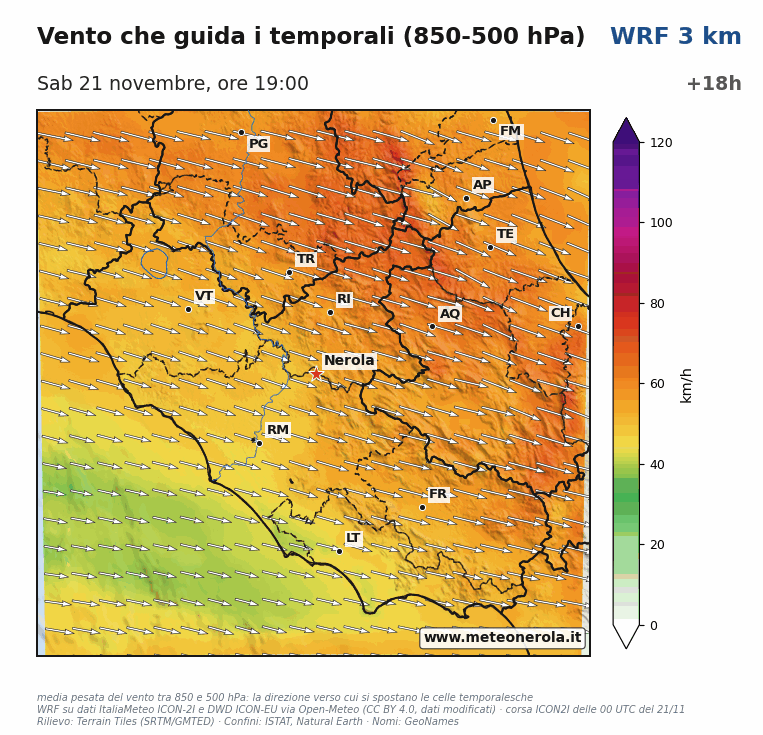 Vento che guida i temporali (850-500 hPa)
WRF 3 km
Sab 21 novembre, ore 19:00
+18h
FM
PG
AP
TE
TR
VT
RI
AQ
CH
Nerola
RM
FR
LT
www.meteonerola.it
120
100
80
60
40
20
0
km/h
media pesata del vento tra 850 e 500 hPa: la direzione verso cui si spostano le celle temporalesche
WRF su dati ItaliaMeteo ICON-2I e DWD ICON-EU via Open-Meteo (CC BY 4.0, dati modificati) · corsa ICON2I delle 00 UTC del 21/11
Rilievo: Terrain Tiles (SRTM/GMTED) · Confini: ISTAT, Natural Earth · Nomi: GeoNames